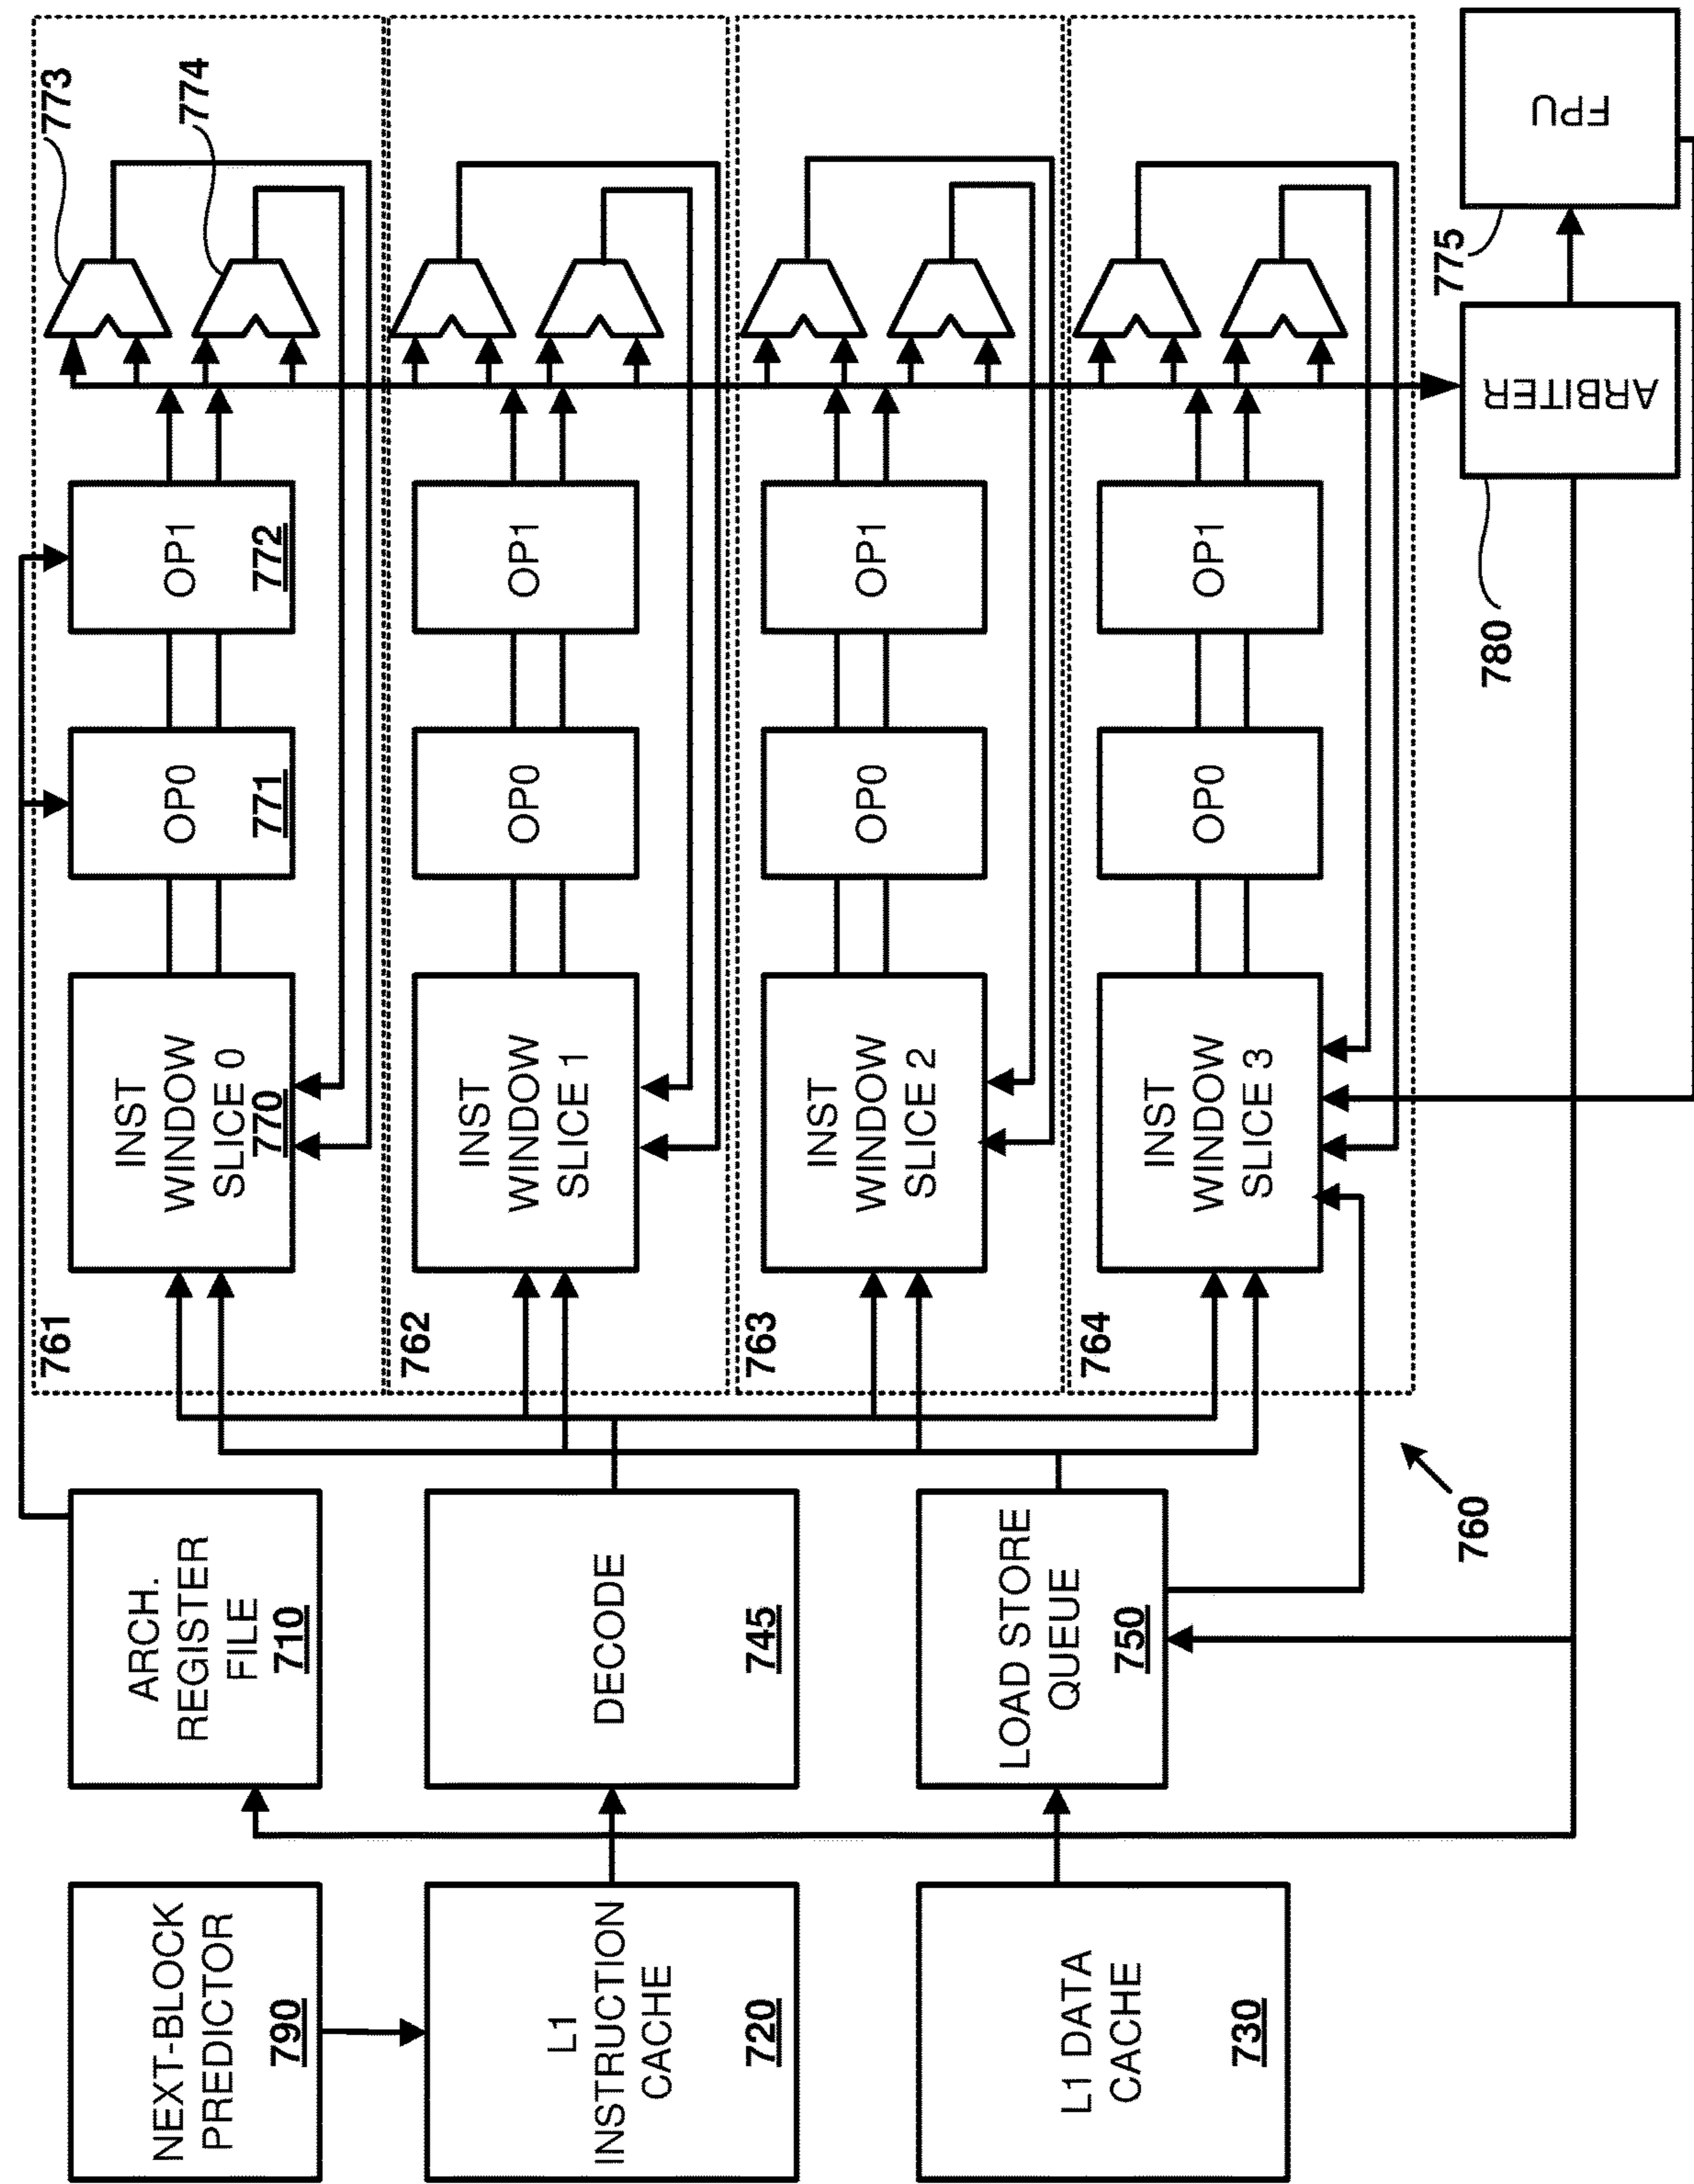 NEXT-BLOCK
PREDICTOR
790
L1
INSTRUCTION
CACHE
720
L1 DATA
CACHE
730
ARCH.
REGISTER
FILE
710
DECODE
745
LOAD STORE
QUEUE
750
760
761
INST
WINDOW
SLICE 0
770
OP0
771
OP1
772
773
774
762
INST
WINDOW
SLICE 1
OP0
OP1
763
INST
WINDOW
SLICE 2
OP0
OP1
764
INST
WINDOW
SLICE 3
OP0
OP1
780
ARBITER
775
FPU